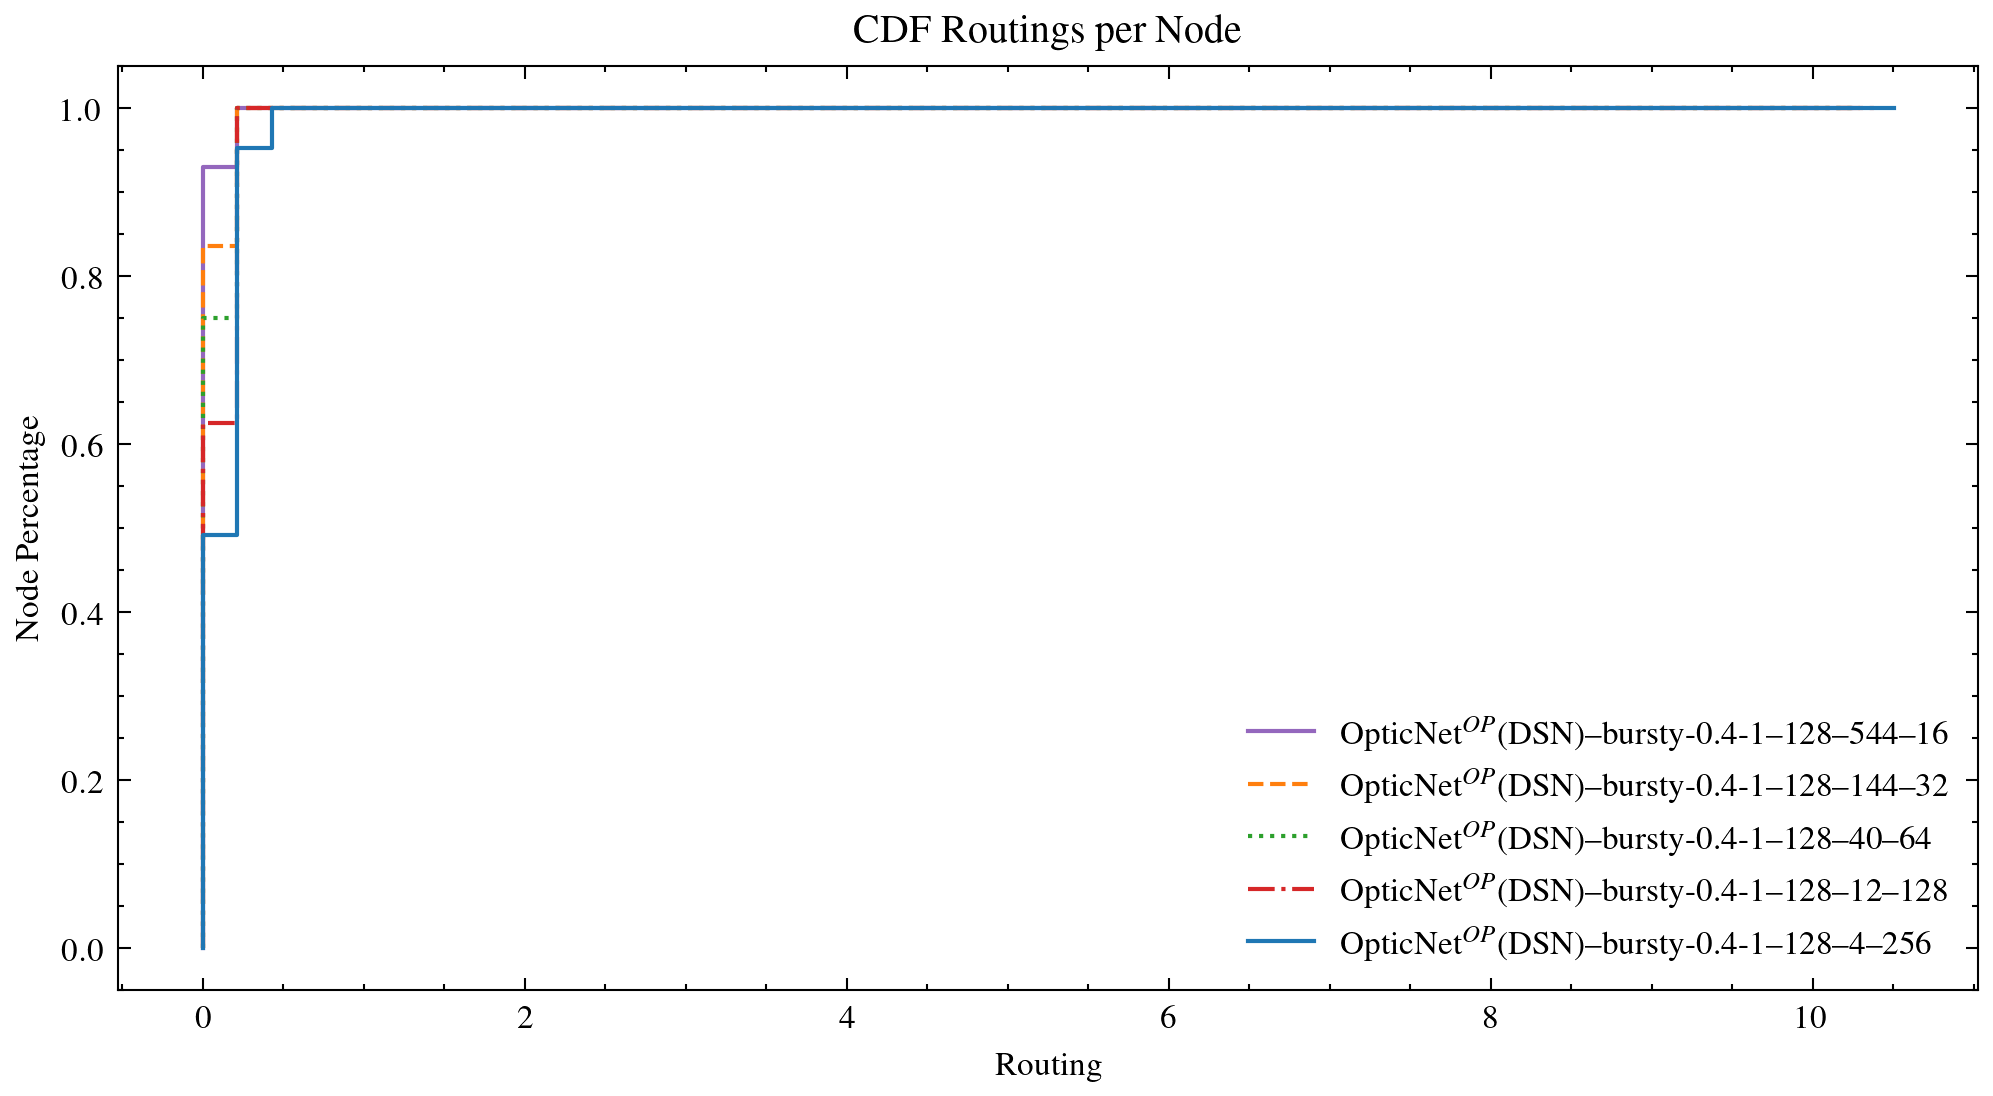 CDF Routings per Node
1.0
0.8
0.6
0.4
0.2
0.0
Node Percentage
OpticNet^OP(DSN)–bursty-0.4-1–128–544–16
OpticNet^OP(DSN)–bursty-0.4-1–128–144–32
OpticNet^OP(DSN)–bursty-0.4-1–128–40–64
OpticNet^OP(DSN)–bursty-0.4-1–128–12–128
OpticNet^OP(DSN)–bursty-0.4-1–128–4–256
0 2 4 6 8 10
Routing